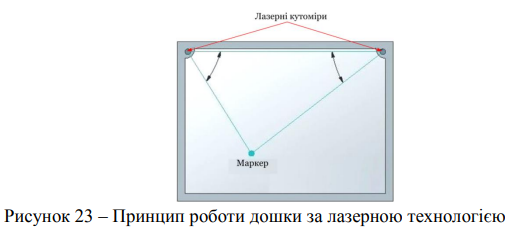 Лазерні кутоміри
Маркер
Рисунок 23 – Принцип роботи дошки за лазерною технологією